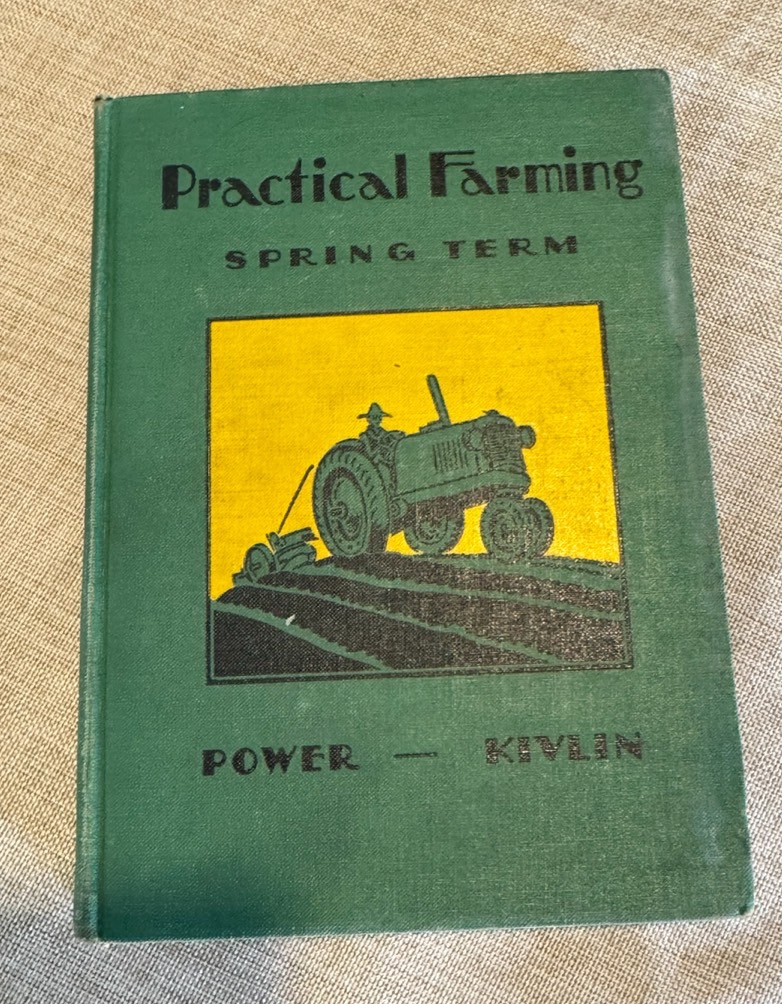 Practical Farming
SPRING TERM
POWER — KIVLIN